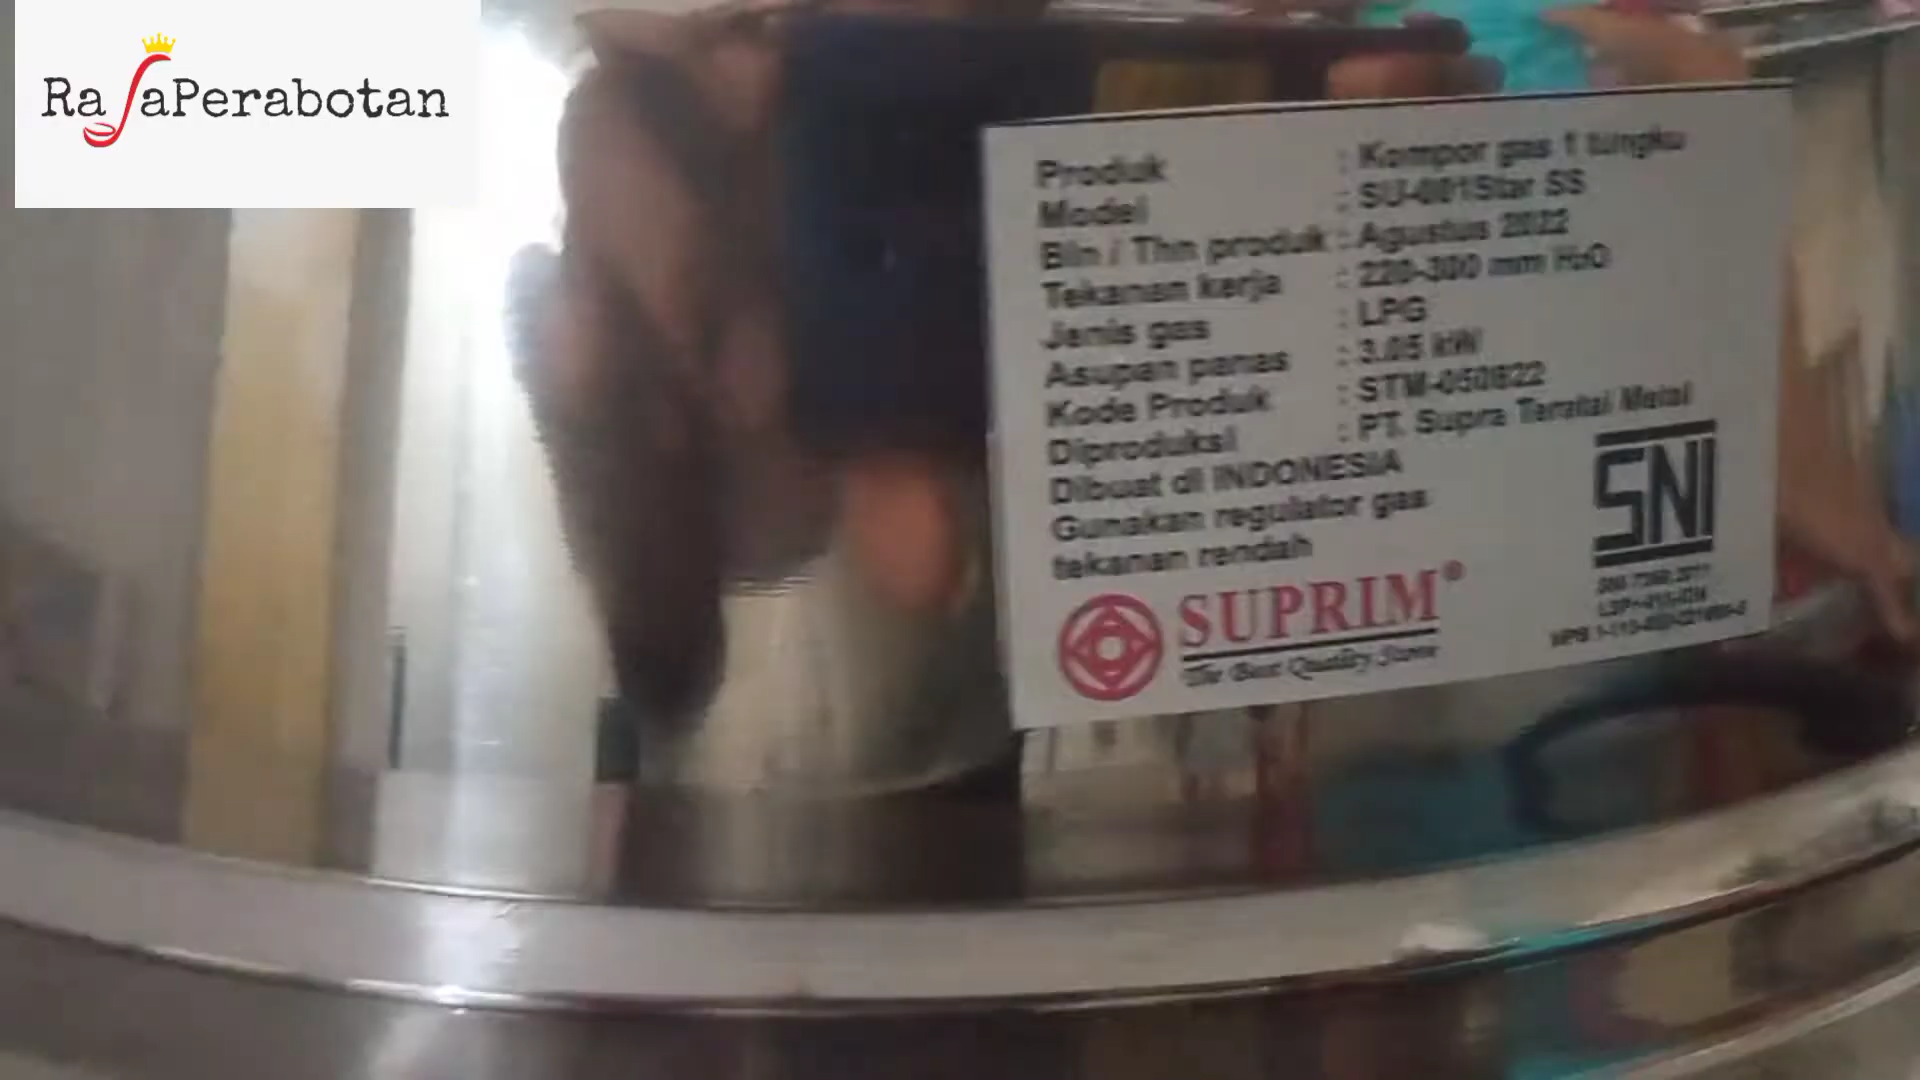 RaJaPerabotan
Produk : Kompor gas 1 tungku
Model : SU-001Star SS
Bln / Thn produk : Agustus 2022
Tekanan kerja : 220-300 mm H2O
Jenis gas : LPG
Asupan panas : 3.05 kW
Kode Produk : STM-050822
Diproduksi : PT. Supra Teratai Metal
Dibuat di INDONESIA
Gunakan regulator gas
tekanan rendah
SNI
SUPRIM®
The Best Quality Stove